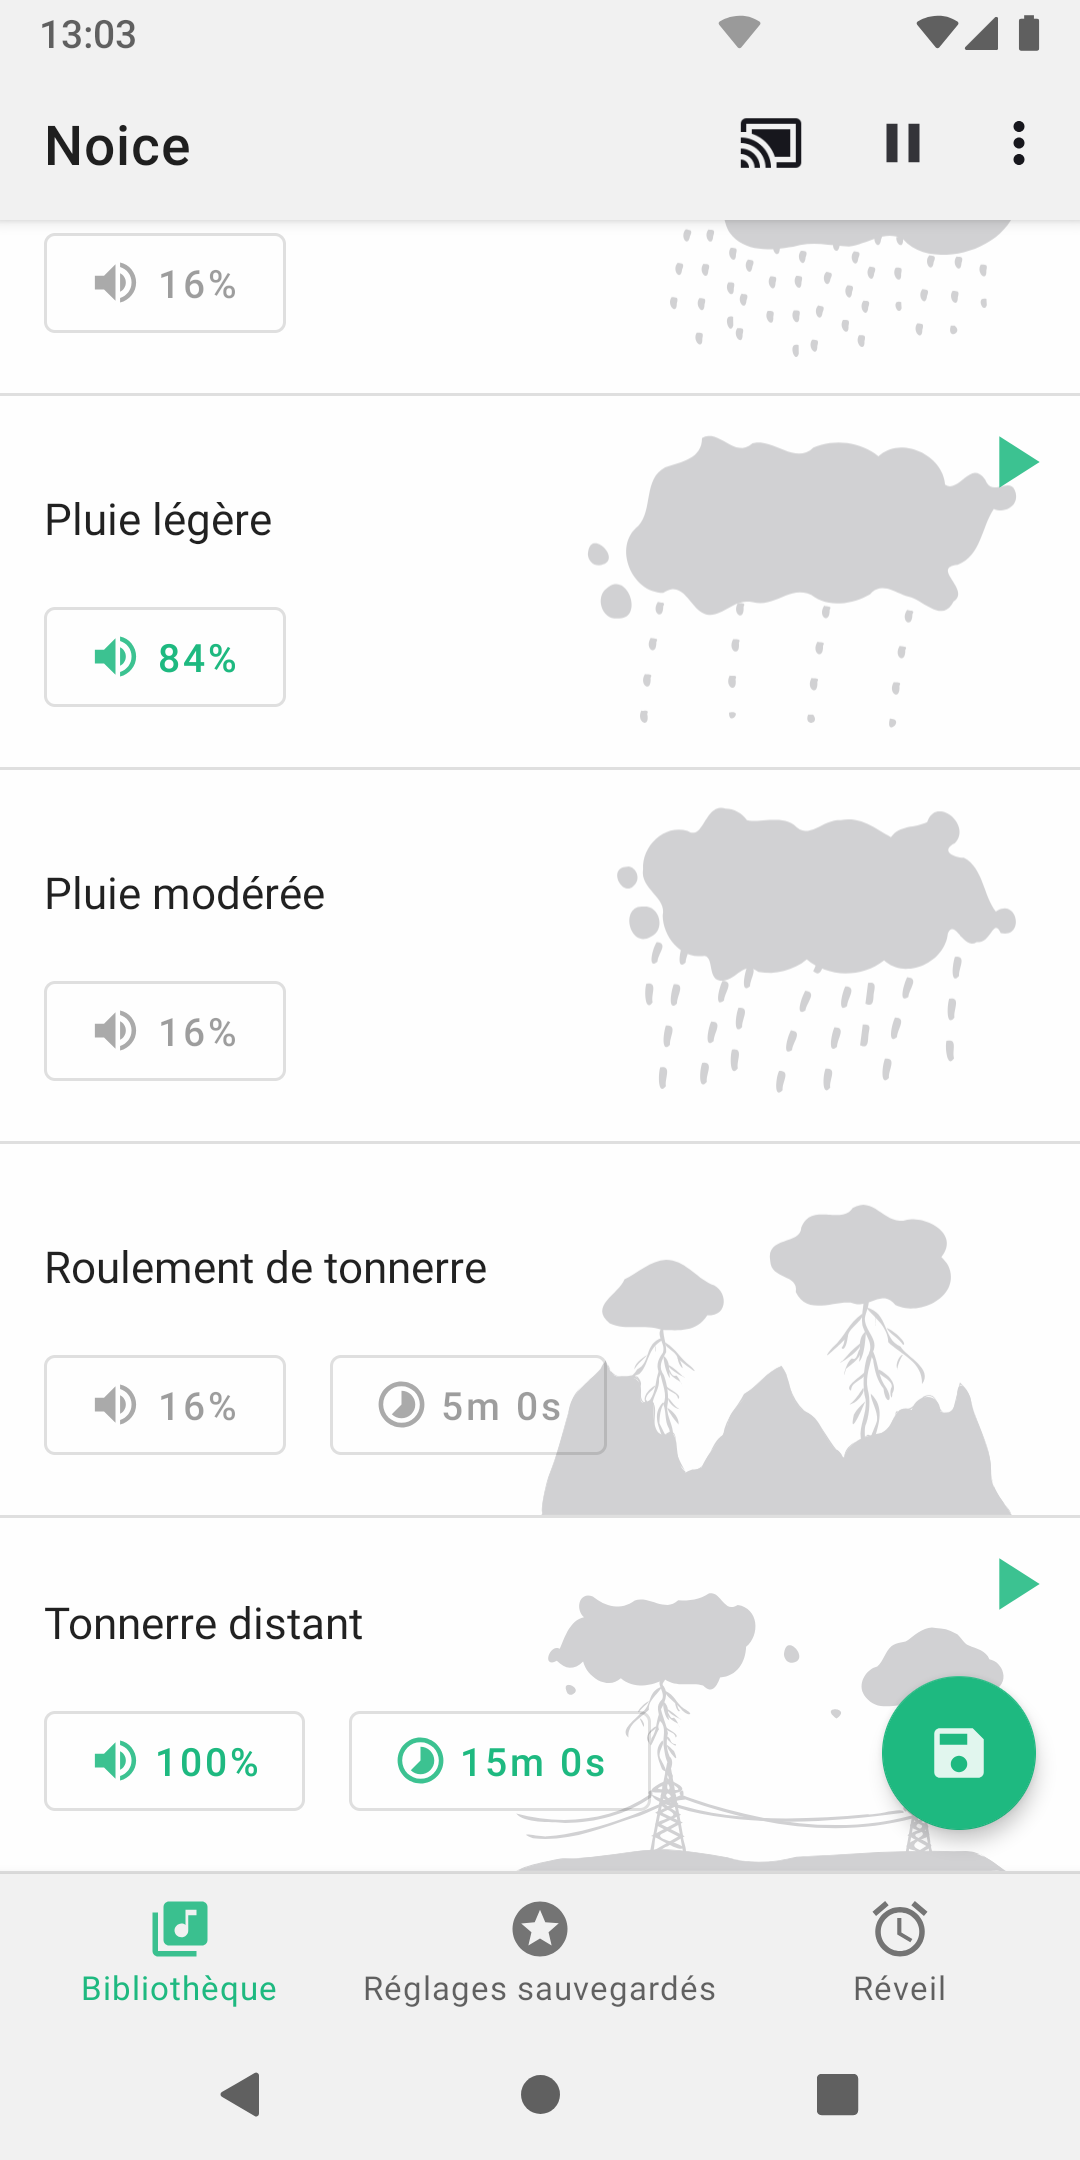 13:03
Noice
16%
Pluie légère
84%
Pluie modérée
16%
Roulement de tonnerre
16% 5m 0s
Tonnerre distant
100% 15m 0s
Bibliothèque Réglages sauvegardés Réveil